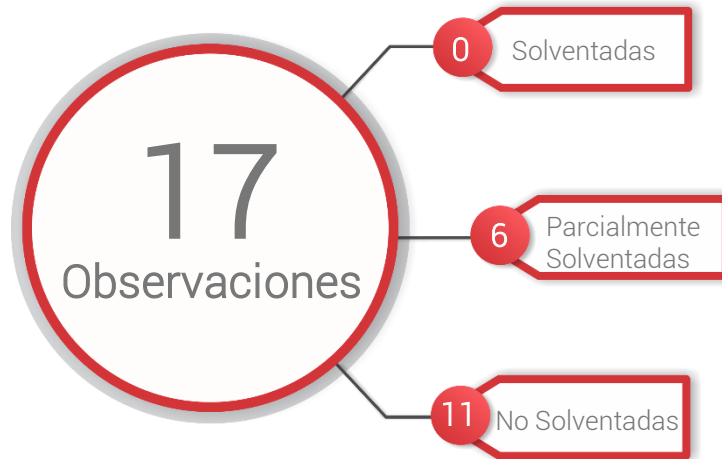 17
Observaciones
0
Solventadas
6
Parcialmente
Solventadas
11
No Solventadas